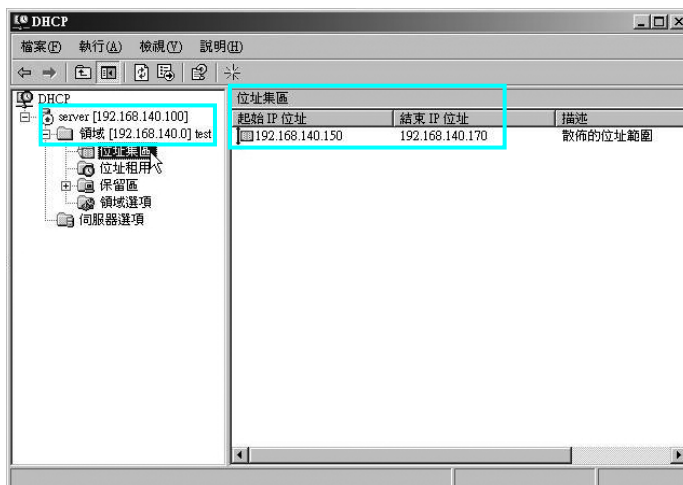 DHCP
檔案(F) 執行(A) 檢視(V) 說明(H)
DHCP
server [192.168.140.100]
領域 [192.168.140.0] test
位址集區
位址租用
保留區
領域選項
伺服器選項
位址集區
起始 IP 位址 結束 IP 位址 描述
192.168.140.150 192.168.140.170 散佈的位址範圍